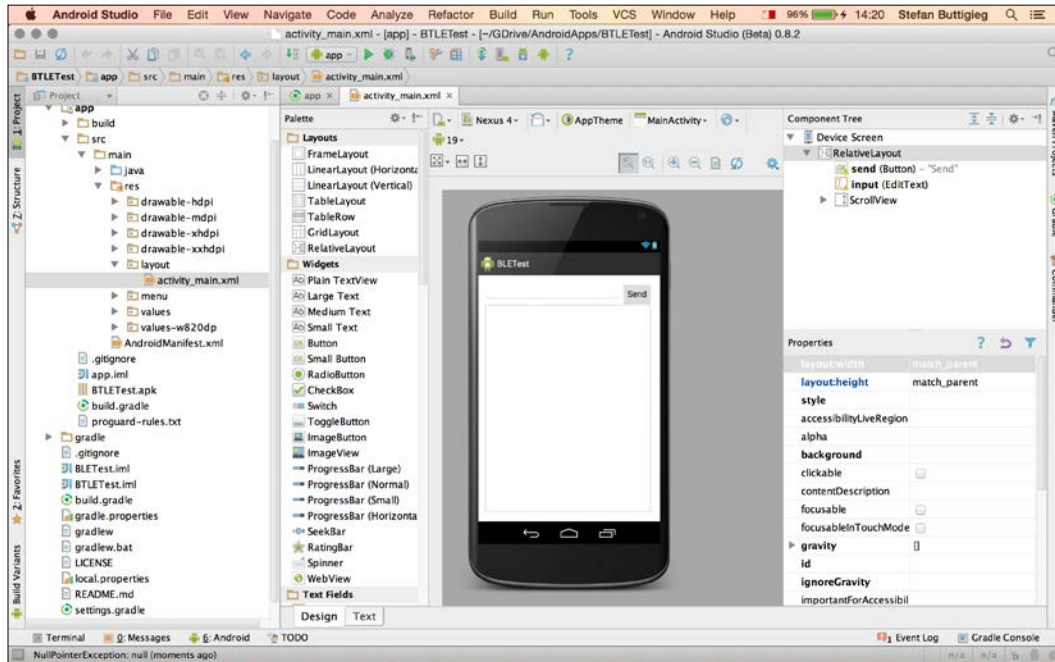 Android Studio File Edit View Navigate Code Analyze Refactor Build Run Tools VCS Window Help 96% 14:20 Stefan Buttigieg
activity_main.xml - [app] - BTLETest - [~/GDrive/AndroidApps/BTLETest] - Android Studio (Beta) 0.8.2
app
BTLETest app src main res layout activity_main.xml
1: Project
Z: Structure
2: Favorites
Build Variants
Project
app
build
src
main
java
res
drawable-hdpi
drawable-mdpi
drawable-xhdpi
drawable-xxhdpi
layout
activity_main.xml
menu
values
values-w820dp
AndroidManifest.xml
.gitignore
app.iml
BTLETest.apk
build.gradle
proguard-rules.txt
gradle
.gitignore
BLETest.iml
BTLETest.iml
build.gradle
gradle.properties
gradlew
gradlew.bat
LICENSE
local.properties
README.md
settings.gradle
app × activity_main.xml ×
Palette
Layouts
FrameLayout
LinearLayout (Horizonta
LinearLayout (Vertical)
TableLayout
TableRow
GridLayout
RelativeLayout
Widgets
Plain TextView
Large Text
Medium Text
Small Text
Button
Small Button
RadioButton
CheckBox
Switch
ToggleButton
ImageButton
ImageView
ProgressBar (Large)
ProgressBar (Normal)
ProgressBar (Small)
ProgressBar (Horizonta
SeekBar
RatingBar
Spinner
WebView
Text Fields
Design Text
Nexus 4 AppTheme MainActivity
19
BLETest
Send
Component Tree
Device Screen
RelativeLayout
send (Button) - "Send"
input (EditText)
ScrollView
Properties
layout:width match_parent
layout:height match_parent
style
accessibilityLiveRegion
alpha
background
clickable
contentDescription
focusable
focusableInTouchMode
gravity []
id
ignoreGravity
importantForAccessibil
Gradle
Commander
Terminal 0: Messages 6: Android TODO 1 Event Log Gradle Console
NullPointerException: null (moments ago) n/a n/a